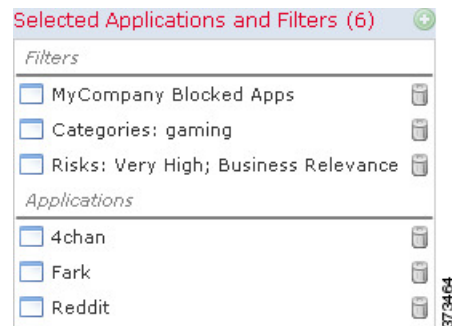 Selected Applications and Filters (6)
Filters
MyCompany Blocked Apps
Categories: gaming
Risks: Very High; Business Relevance
Applications
4chan
Fark
Reddit
373464